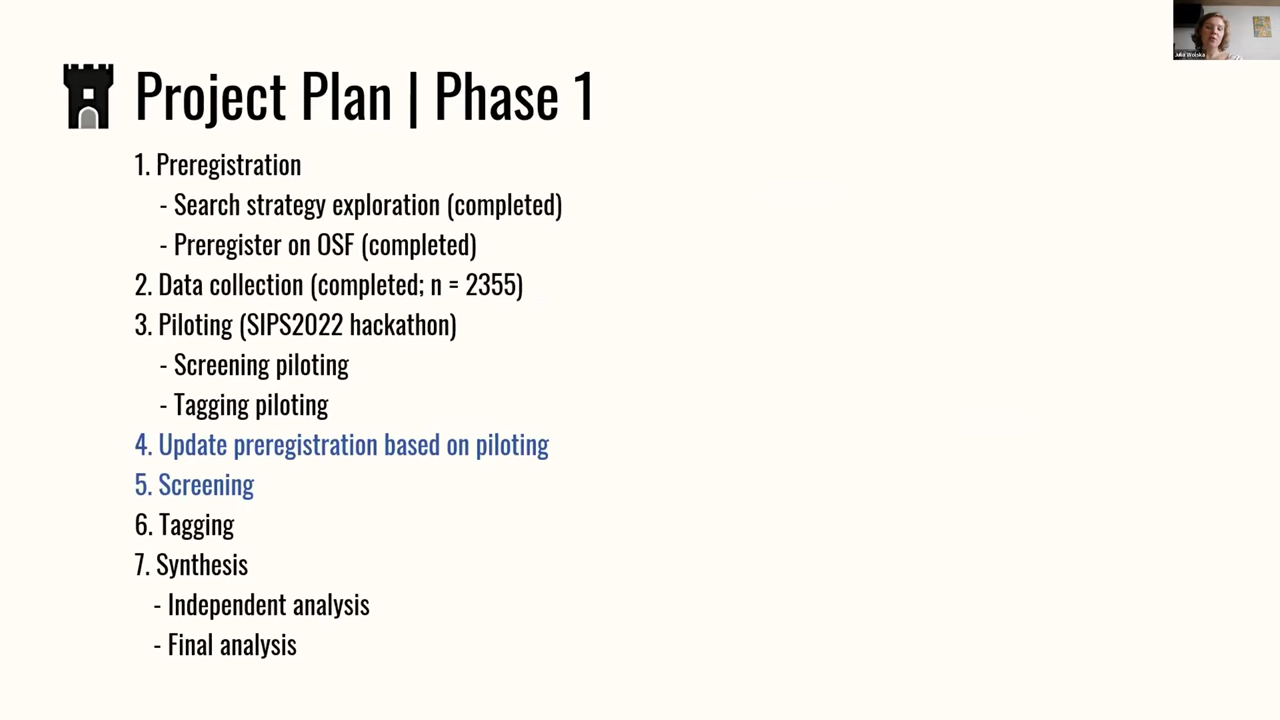 Project Plan | Phase 1
1. Preregistration
- Search strategy exploration (completed)
- Preregister on OSF (completed)
2. Data collection (completed; n = 2355)
3. Piloting (SIPS2022 hackathon)
- Screening piloting
- Tagging piloting
4. Update preregistration based on piloting
5. Screening
6. Tagging
7. Synthesis
- Independent analysis
- Final analysis
Julia Wolska